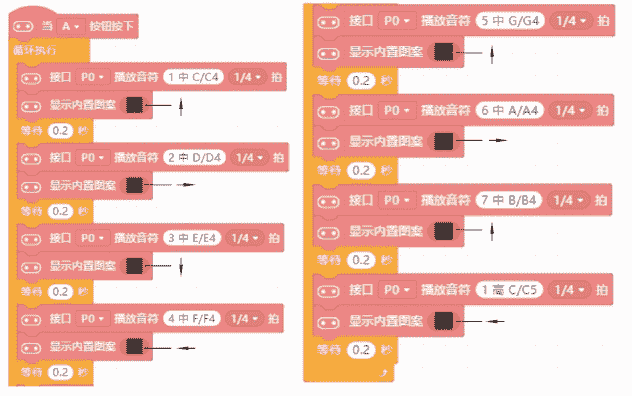 当 A 按钮按下
循环执行
接口 P0 播放音符 1 中 C/C4 1/4 拍
显示内置图案
等待 0.2 秒
接口 P0 播放音符 2 中 D/D4 1/4 拍
显示内置图案
等待 0.2 秒
接口 P0 播放音符 3 中 E/E4 1/4 拍
显示内置图案
等待 0.2 秒
接口 P0 播放音符 4 中 F/F4 1/4 拍
显示内置图案
等待 0.2 秒
接口 P0 播放音符 5 中 G/G4 1/4 拍
显示内置图案
等待 0.2 秒
接口 P0 播放音符 6 中 A/A4 1/4 拍
显示内置图案
等待 0.2 秒
接口 P0 播放音符 7 中 B/B4 1/4 拍
显示内置图案
等待 0.2 秒
接口 P0 播放音符 1 高 C/C5 1/4 拍
显示内置图案
等待 0.2 秒